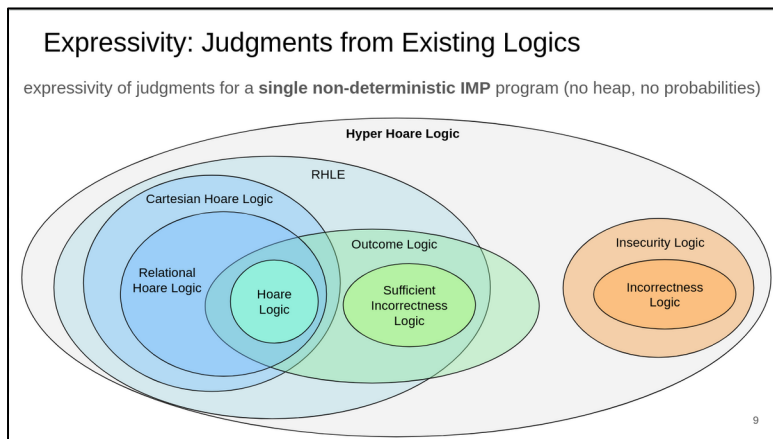 Expressivity: Judgments from Existing Logics
expressivity of judgments for a single non-deterministic IMP program (no heap, no probabilities)
Hyper Hoare Logic
RHLE
Cartesian Hoare Logic
Outcome Logic
Insecurity Logic
Relational
Hoare Logic
Hoare
Logic
Sufficient
Incorrectness
Logic
Incorrectness
Logic
9